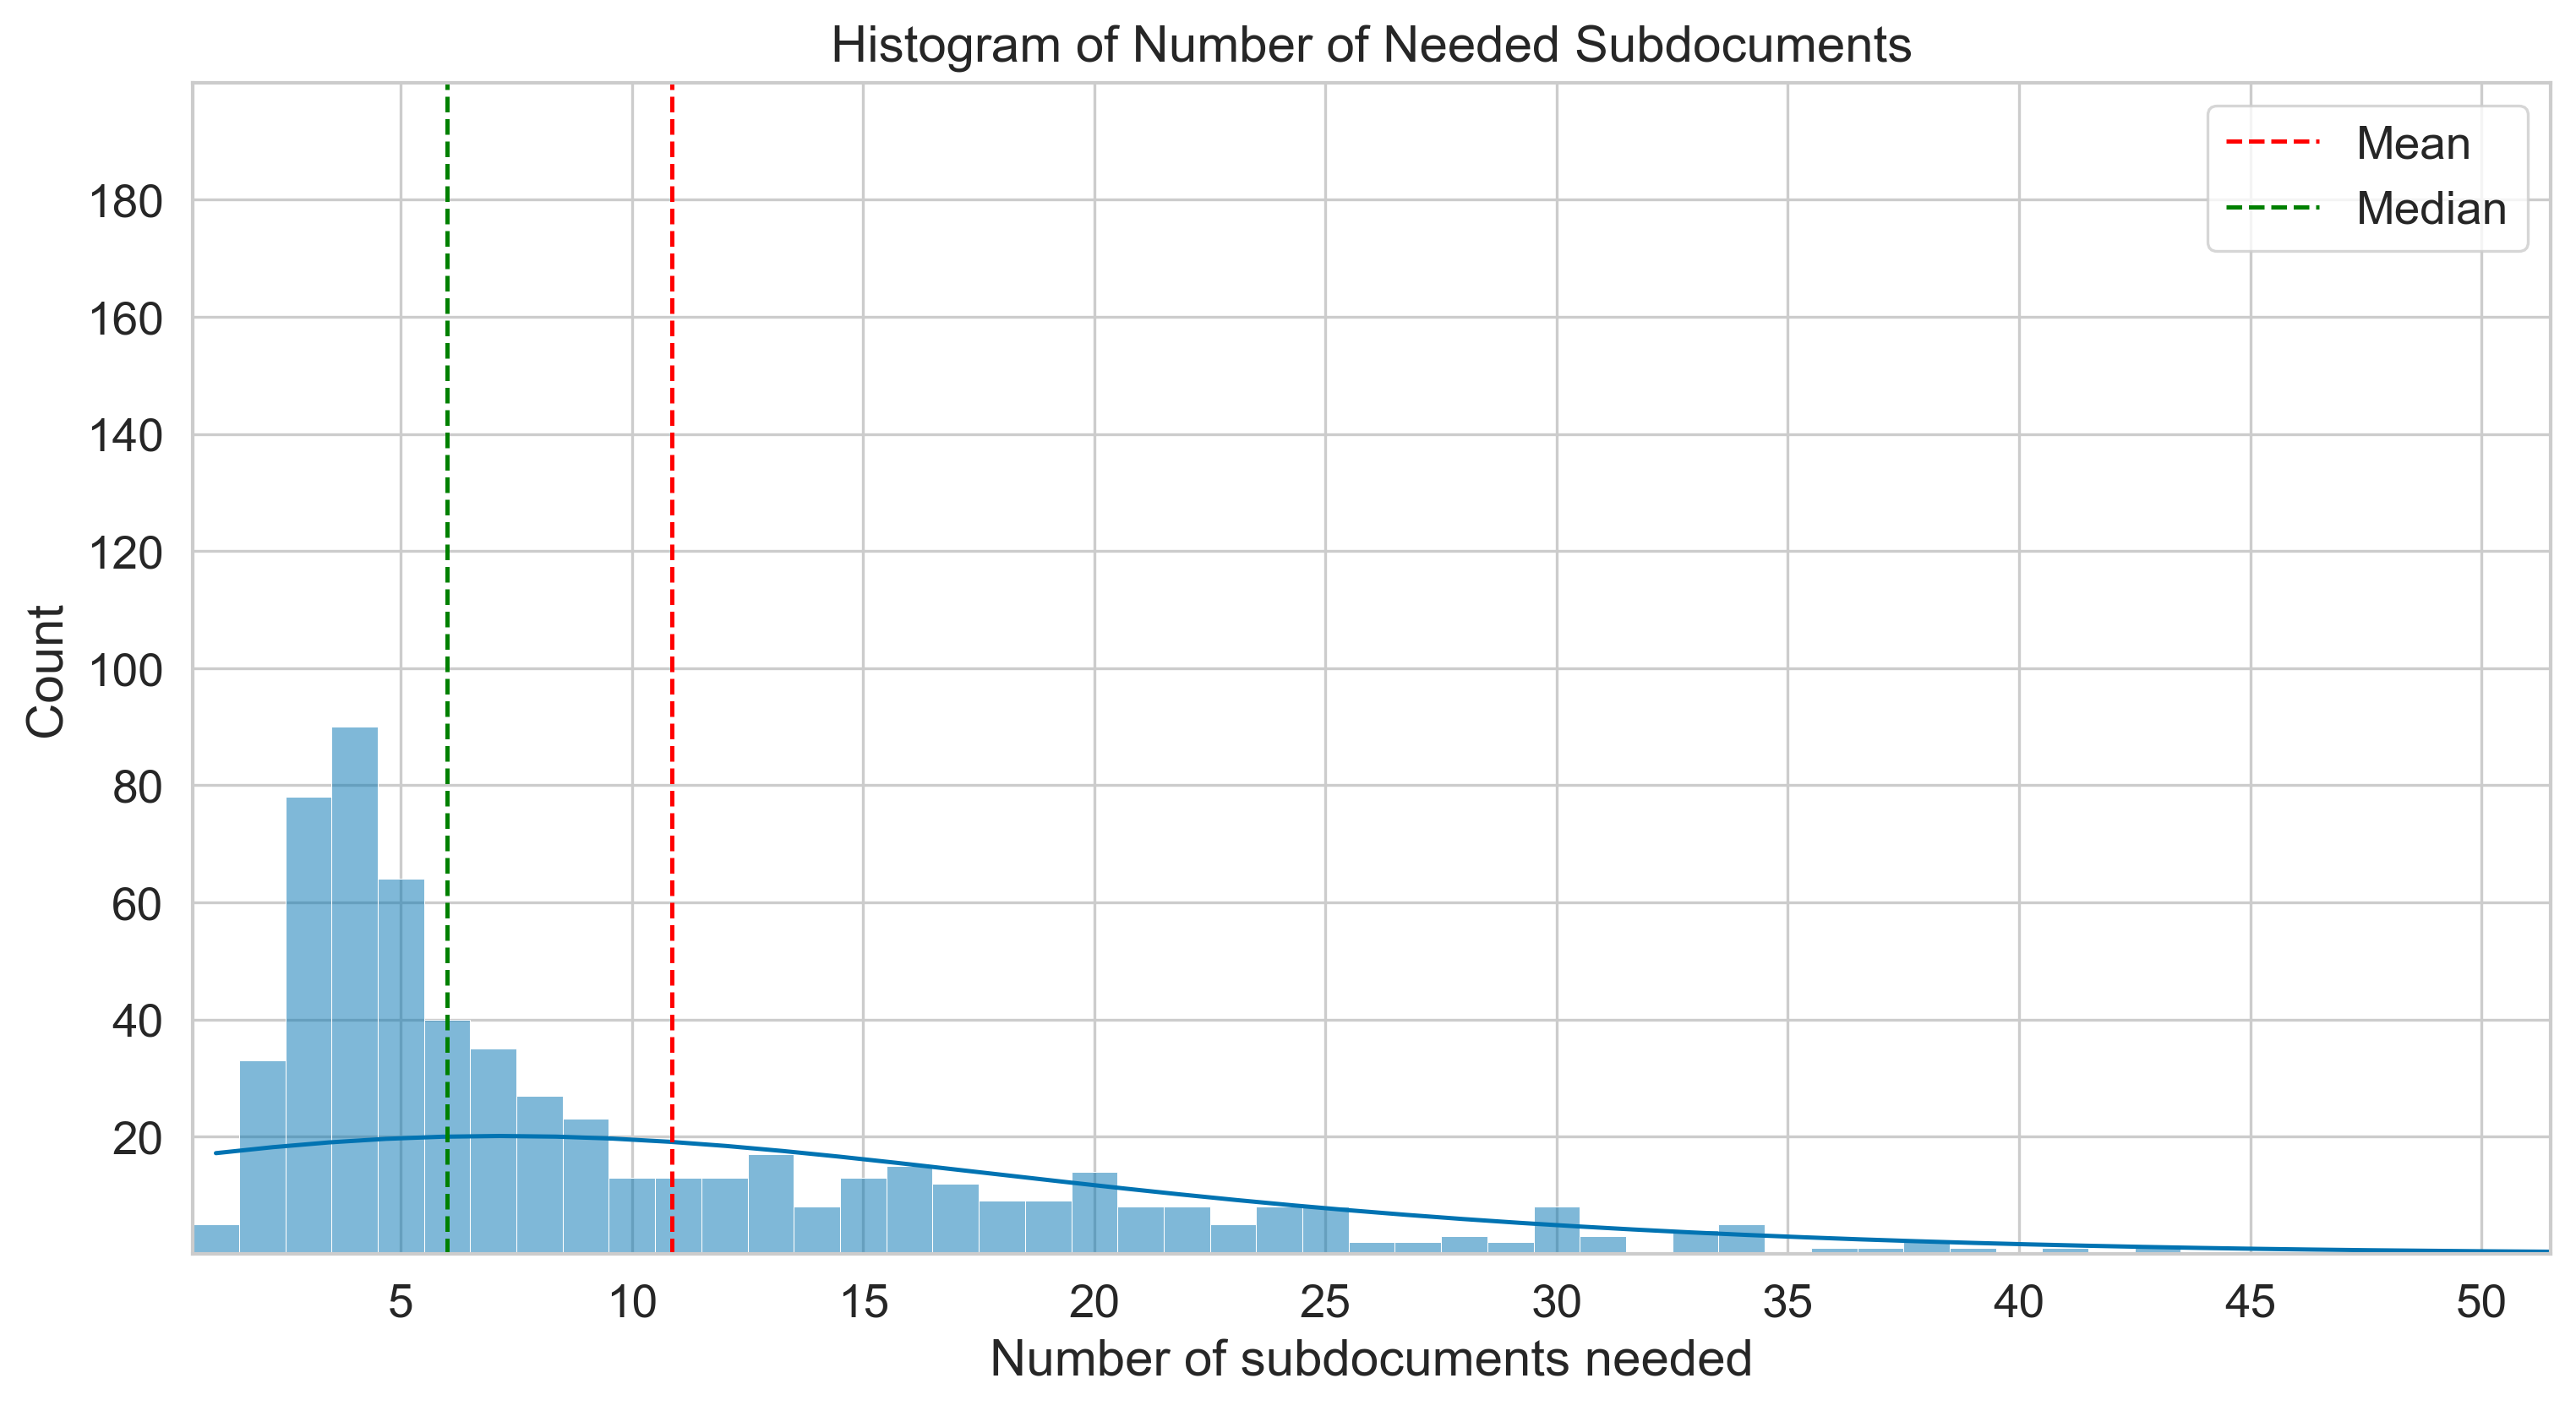 Histogram of Number of Needed Subdocuments
Mean
Median
180
160
140
120
100
80
60
40
20
Count
5 10 15 20 25 30 35 40 45 50
Number of subdocuments needed